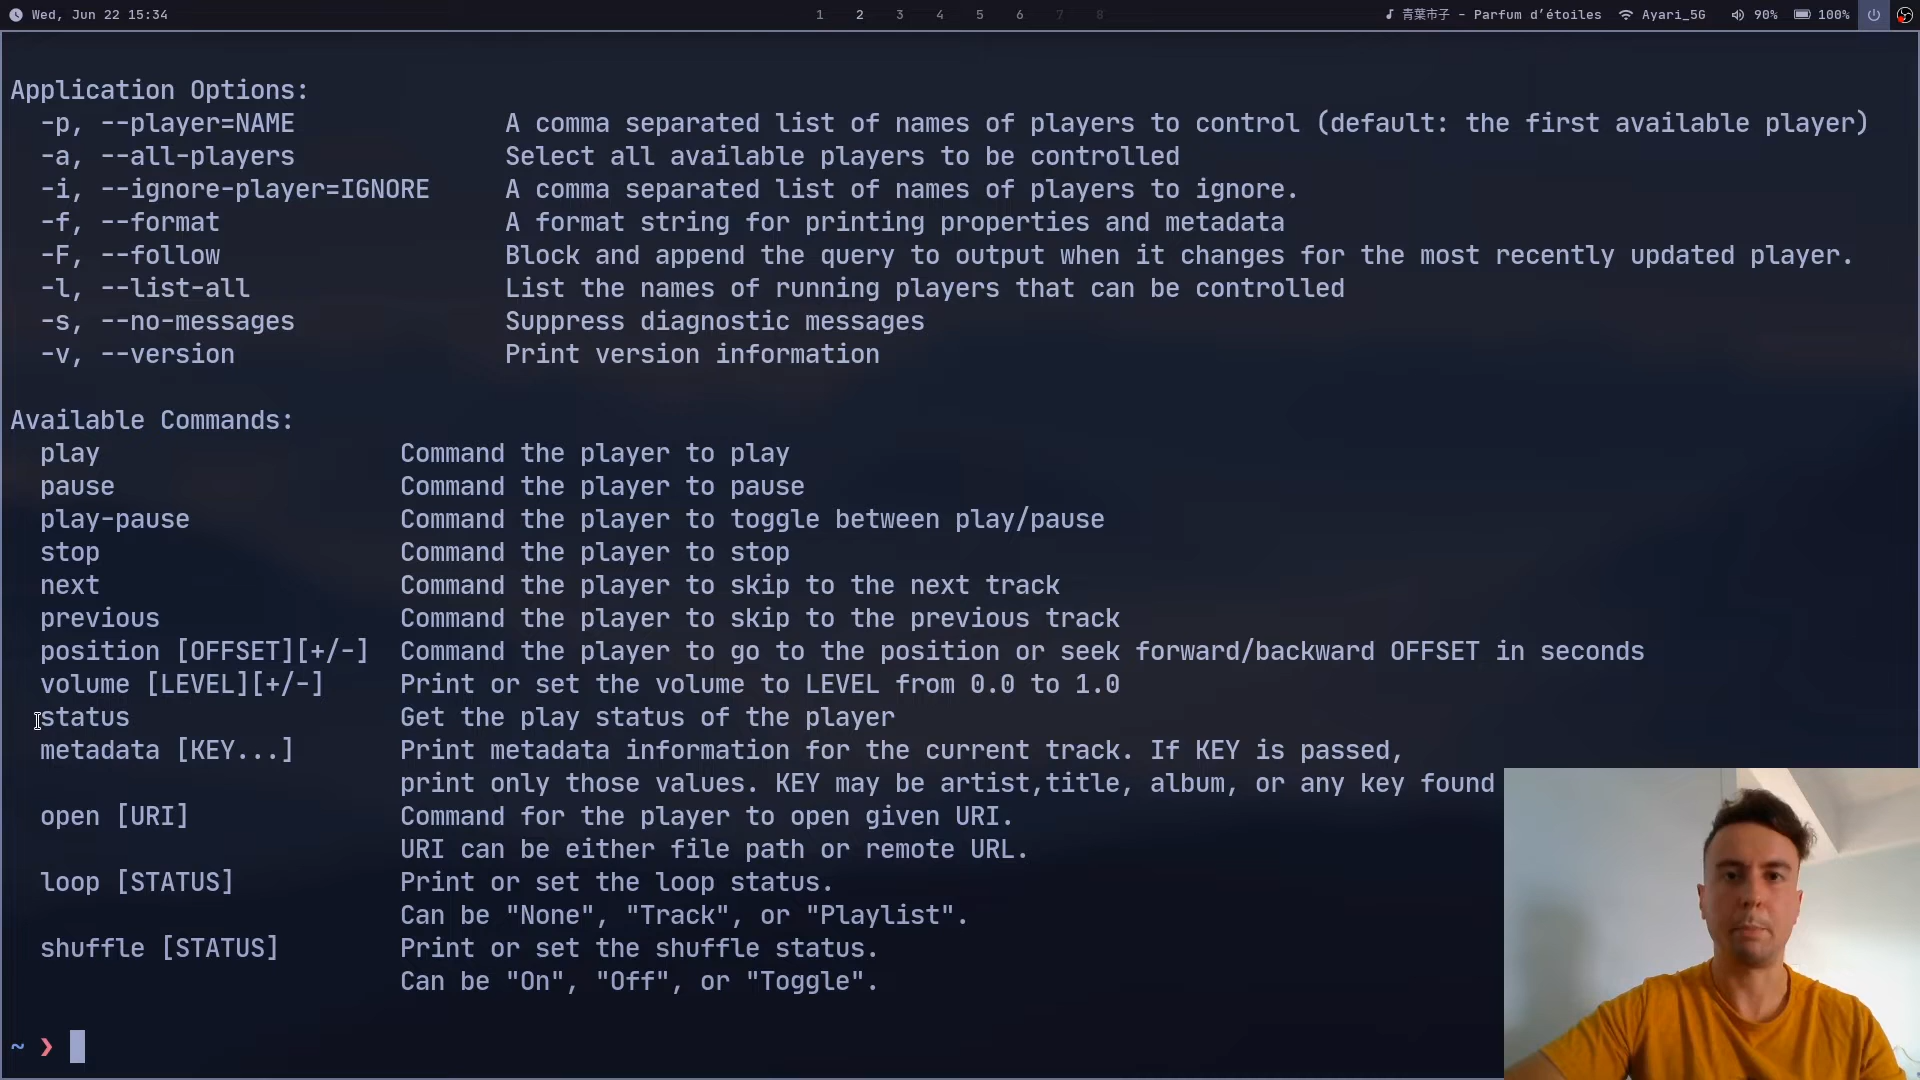 Wed, Jun 22 15:34
1 2 3 4 5 6 7 8
青葉市子 - Parfum d’étoiles Ayari_5G 90% 100%
Application Options:
-p, --player=NAME A comma separated list of names of players to control (default: the first available player)
-a, --all-players Select all available players to be controlled
-i, --ignore-player=IGNORE A comma separated list of names of players to ignore.
-f, --format A format string for printing properties and metadata
-F, --follow Block and append the query to output when it changes for the most recently updated player.
-l, --list-all List the names of running players that can be controlled
-s, --no-messages Suppress diagnostic messages
-v, --version Print version information
Available Commands:
play Command the player to play
pause Command the player to pause
play-pause Command the player to toggle between play/pause
stop Command the player to stop
next Command the player to skip to the next track
previous Command the player to skip to the previous track
position [OFFSET][+/-] Command the player to go to the position or seek forward/backward OFFSET in seconds
volume [LEVEL][+/-] Print or set the volume to LEVEL from 0.0 to 1.0
status Get the play status of the player
metadata [KEY...] Print metadata information for the current track. If KEY is passed,
print only those values. KEY may be artist,title, album, or any key found
open [URI] Command for the player to open given URI.
URI can be either file path or remote URL.
loop [STATUS] Print or set the loop status.
Can be "None", "Track", or "Playlist".
shuffle [STATUS] Print or set the shuffle status.
Can be "On", "Off", or "Toggle".
~ ❯